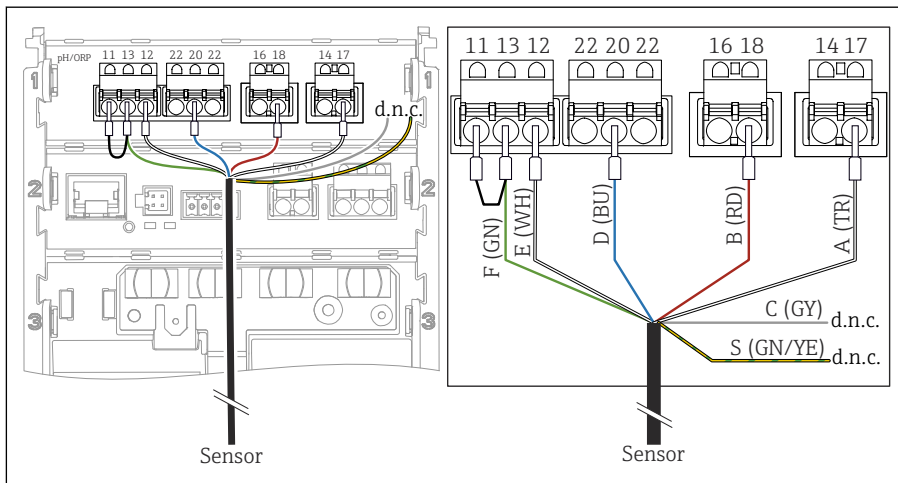 pH/ORP
11 13 12
22 20 22
16 18
14 17
d.n.c.
1
1
2
2
3
3
Sensor
11 13 12
22 20 22
16 18
14 17
F (GN)
E (WH)
D (BU)
B (RD)
A (TR)
C (GY)
d.n.c.
S (GN/YE)
d.n.c.
Sensor